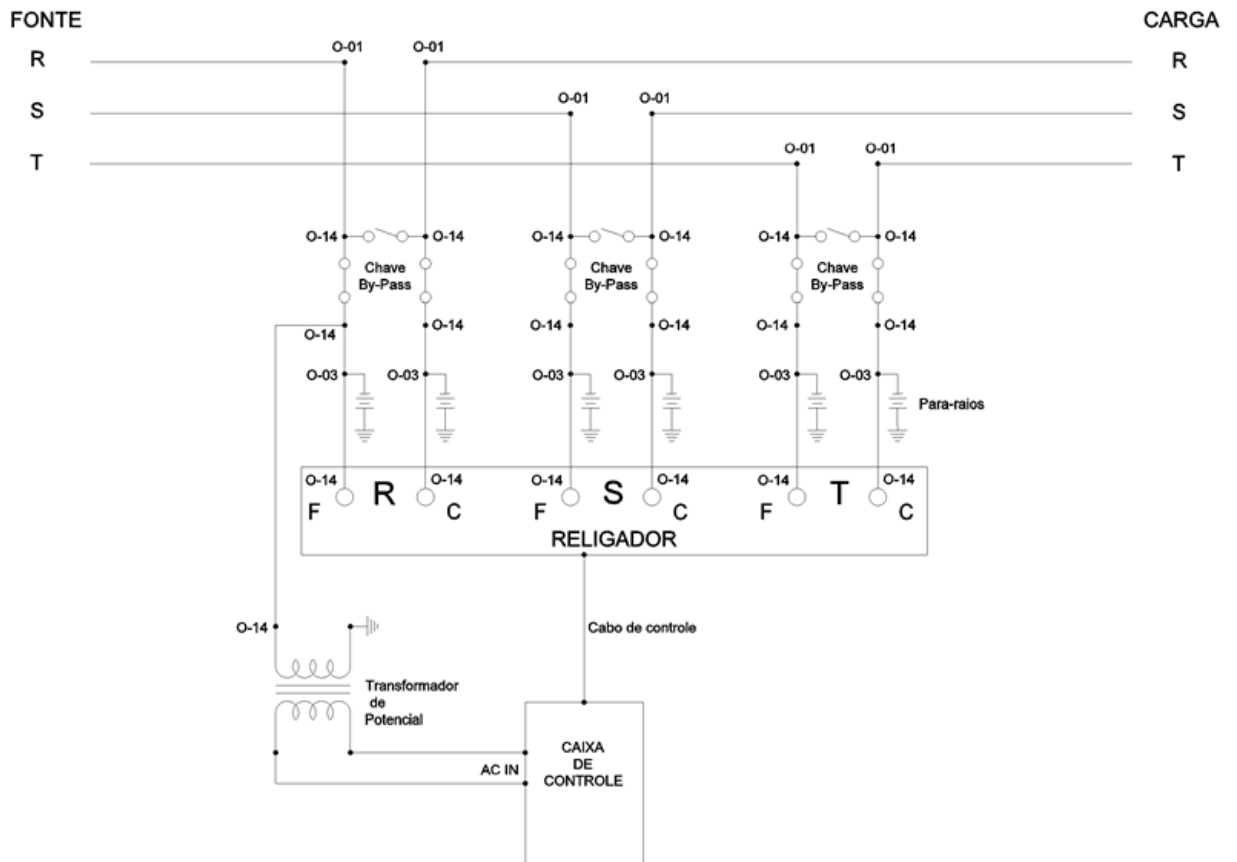 FONTE
CARGA
O-01 O-01
R R
O-01 O-01
S S
O-01 O-01
T T
O-14 O-14 O-14 O-14 O-14 O-14
Chave Chave Chave
By-Pass By-Pass By-Pass
O-14 O-14 O-14 O-14 O-14 O-14
O-03 O-03 O-03 O-03 O-03 O-03
Para-raios
O-14 O-14 O-14 O-14 O-14 O-14
F R C F S C F T C
RELIGADOR
O-14
Cabo de controle
Transformador
de
Potencial
CAIXA
DE
CONTROLE
AC IN